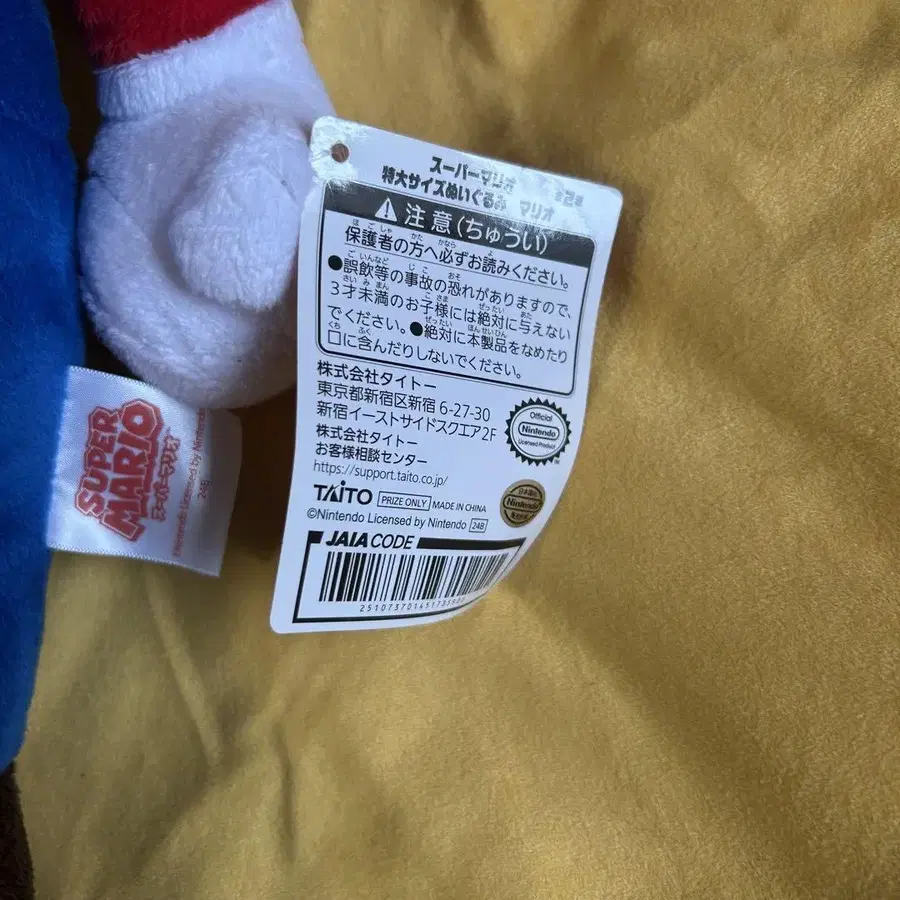 スーパーマリオ 全2種
特大サイズぬいぐるみ マリオ
注意(ちゅうい)
保護者の方へ必ずお読みください。
●誤飲等の事故の恐れがありますので、
3才未満のお子様には絶対に与えない
でください。●絶対に本製品をなめたり
口に含んだりしないでください。
株式会社タイトー
東京都新宿区新宿6-27-30
新宿イーストサイドスクエア2F
株式会社タイトー
お客様相談センター
https://support.taito.co.jp/
TAITO PRIZE ONLY MADE IN CHINA
©Nintendo Licensed by Nintendo 24B
JAIA CODE
Official
Nintendo
Licensed Product
Nintendo
SUPER
MARIO
スーパーマリオ
©Nintendo Licensed by Nintendo
24B